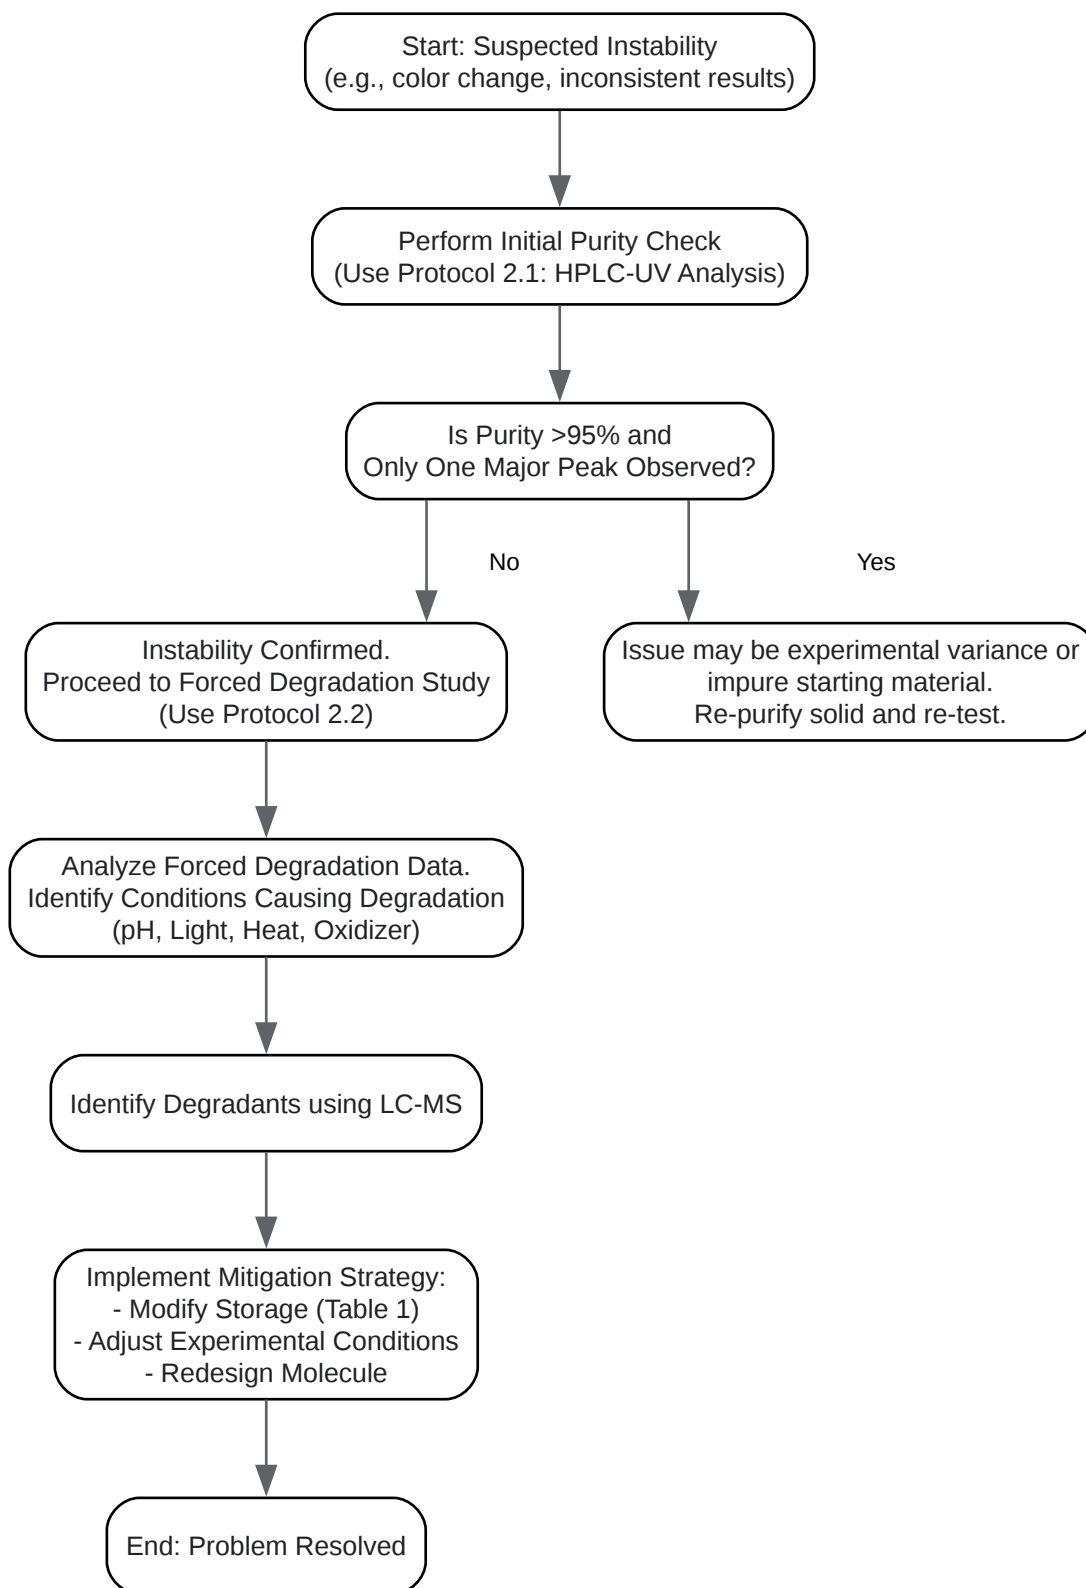 Start: Suspected Instability
(e.g., color change, inconsistent results)
Perform Initial Purity Check
(Use Protocol 2.1: HPLC-UV Analysis)
Is Purity >95% and
Only One Major Peak Observed?
No
Yes
Instability Confirmed.
Proceed to Forced Degradation Study
(Use Protocol 2.2)
Issue may be experimental variance or
impure starting material.
Re-purify solid and re-test.
Analyze Forced Degradation Data.
Identify Conditions Causing Degradation
(pH, Light, Heat, Oxidizer)
Identify Degradants using LC-MS
Implement Mitigation Strategy:
- Modify Storage (Table 1)
- Adjust Experimental Conditions
- Redesign Molecule
End: Problem Resolved